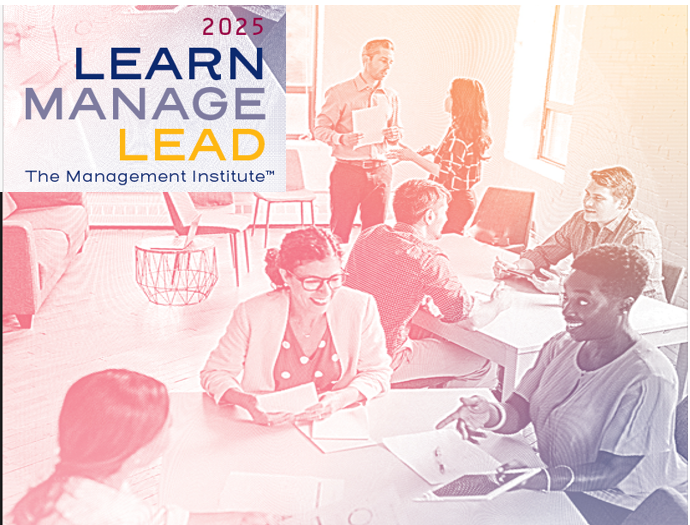 2025
LEARN
MANAGE
LEAD
The Management Institute™